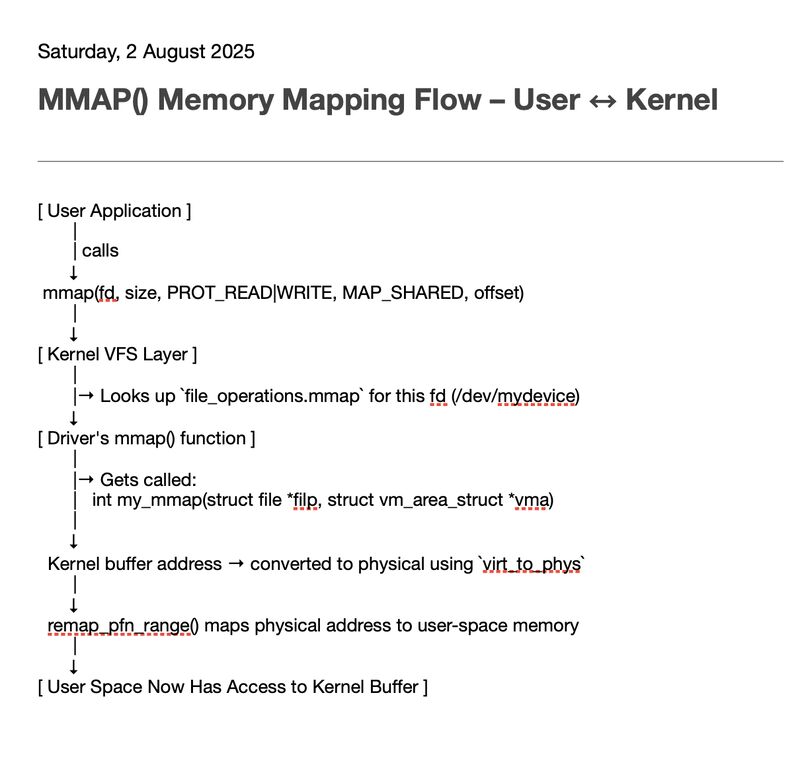 Saturday, 2 August 2025
MMAP() Memory Mapping Flow – User ↔ Kernel
[ User Application ]
│
│ calls
↓
mmap(fd, size, PROT_READ|WRITE, MAP_SHARED, offset)
│
↓
[ Kernel VFS Layer ]
│
│→ Looks up `file_operations.mmap` for this fd (/dev/mydevice)
↓
[ Driver's mmap() function ]
│
│→ Gets called:
│ int my_mmap(struct file *filp, struct vm_area_struct *vma)
│
↓
Kernel buffer address → converted to physical using `virt_to_phys`
│
↓
remap_pfn_range() maps physical address to user-space memory
│
↓
[ User Space Now Has Access to Kernel Buffer ]